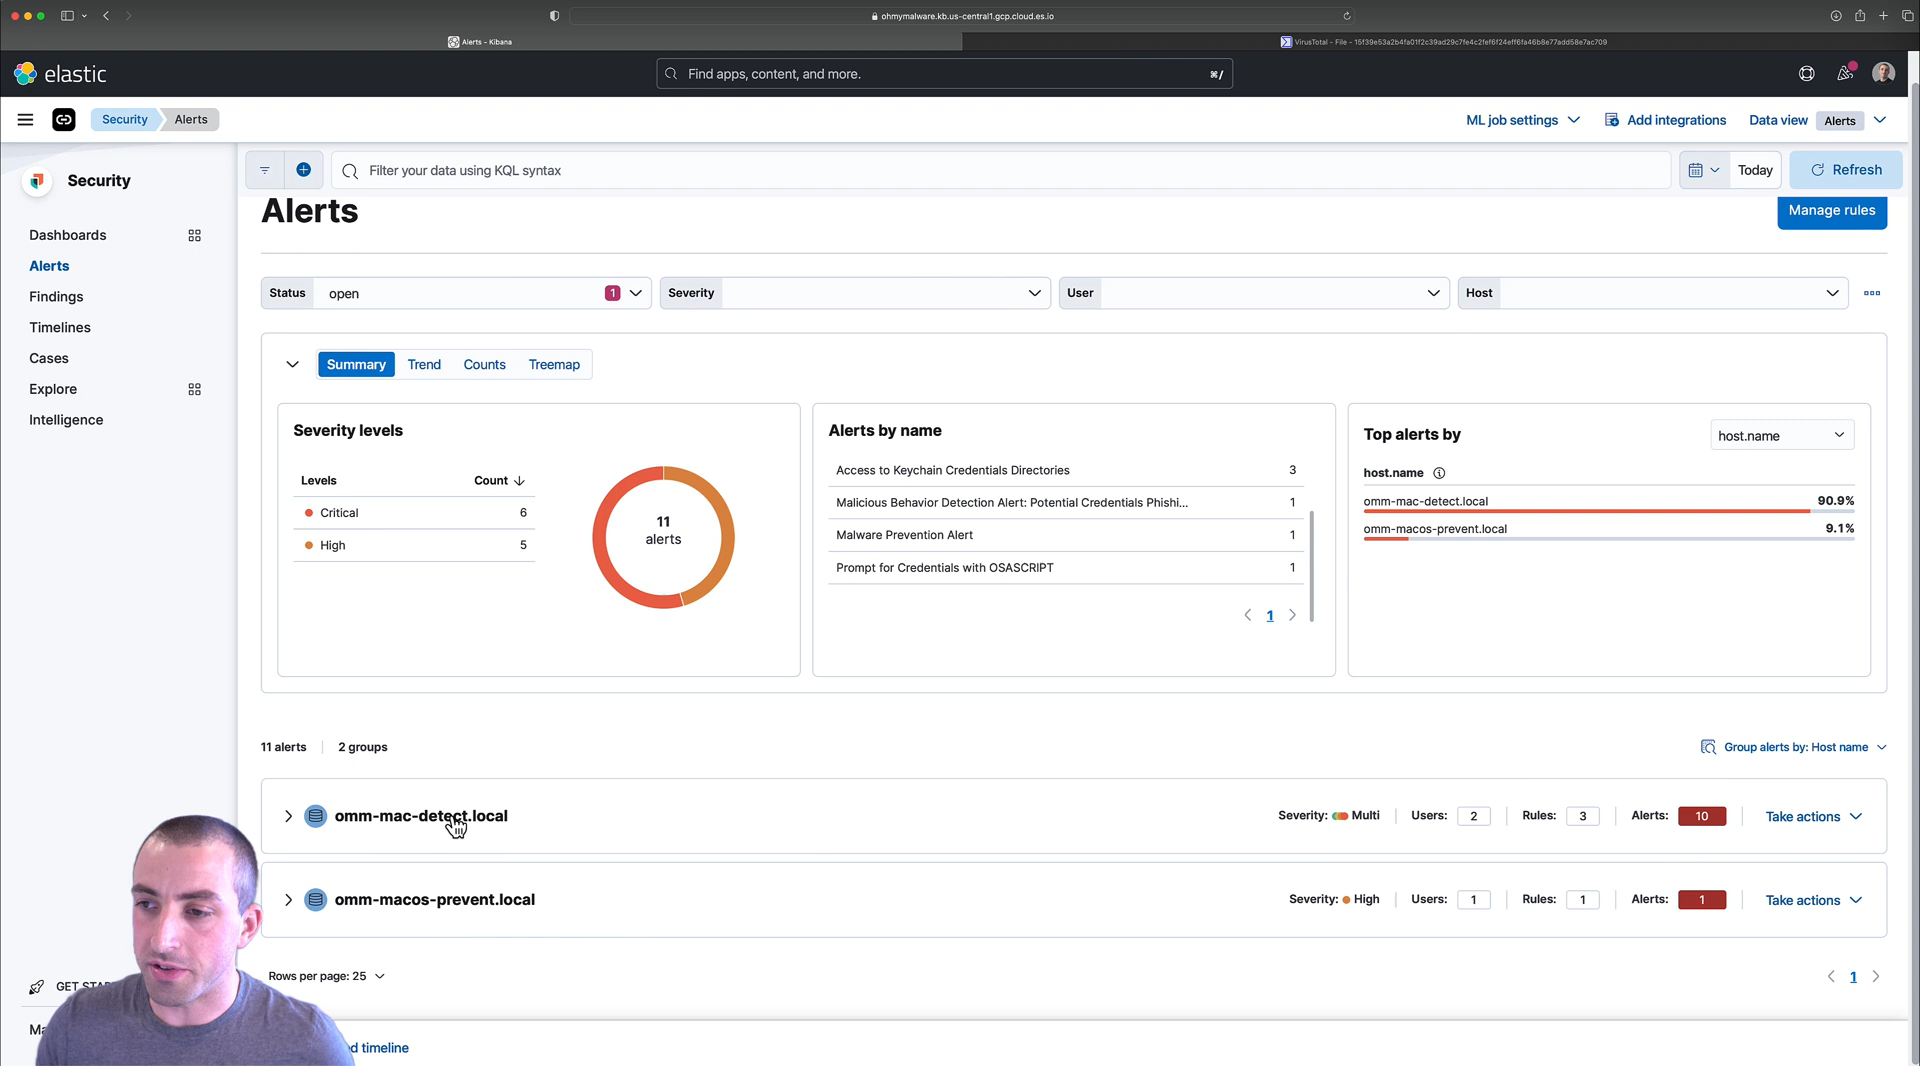 ohmymalware.kb.us-central1.gcp.cloud.es.io
Alerts - Kibana
VirusTotal - File - 15f39e53a2b4fa01f2c39ad29c7fe4c2fef6f24eff6fa46b8e77add58e7ac709
elastic
Find apps, content, and more.
⌘/
Security
Alerts
ML job settings
Add integrations
Data view
Alerts
Security
Filter your data using KQL syntax
Today
Refresh
Dashboards
Alerts
Findings
Timelines
Cases
Explore
Intelligence
Alerts
Manage rules
Status
open
1
Severity
User
Host
Summary
Trend
Counts
Treemap
Severity levels
Levels
Count
Critical
6
High
5
11
alerts
Alerts by name
Access to Keychain Credentials Directories
3
Malicious Behavior Detection Alert: Potential Credentials Phishi...
1
Malware Prevention Alert
1
Prompt for Credentials with OSASCRIPT
1
1
Top alerts by
host.name
host.name
omm-mac-detect.local
90.9%
omm-macos-prevent.local
9.1%
11 alerts
2 groups
Group alerts by: Host name
omm-mac-detect.local
Severity: Multi
Users: 2
Rules: 3
Alerts: 10
Take actions
omm-macos-prevent.local
Severity: High
Users: 1
Rules: 1
Alerts: 1
Take actions
Rows per page: 25
1
GET
timeline